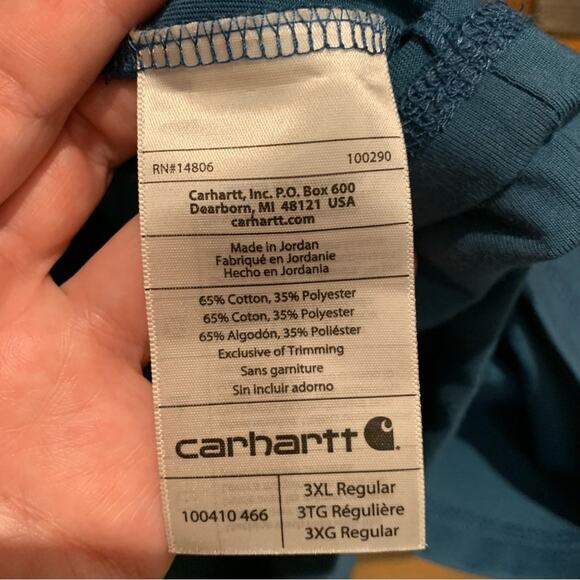 RN#14806 100290
Carhartt, Inc. P.O. Box 600
Dearborn, MI 48121 USA
carhartt.com
Made in Jordan
Fabriqué en Jordanie
Hecho en Jordania
65% Cotton, 35% Polyester
65% Coton, 35% Polyester
65% Algodón, 35% Poliéster
Exclusive of Trimming
Sans garniture
Sin incluir adorno
carhartt
100410 466
3XL Regular
3TG Régulière
3XG Regular